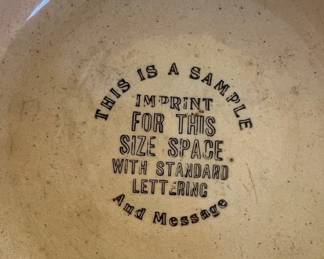 THIS IS A SAMPLE
IMPRINT
FOR THIS
SIZE SPACE
WITH STANDARD
LETTERING
And Message